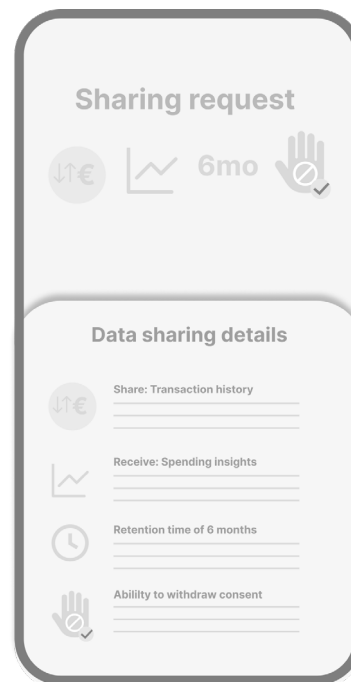 Sharing request
↓↑€
6mo
Data sharing details
↓↑€
Share: Transaction history
Receive: Spending insights
Retention time of 6 months
Abililty to withdraw consent